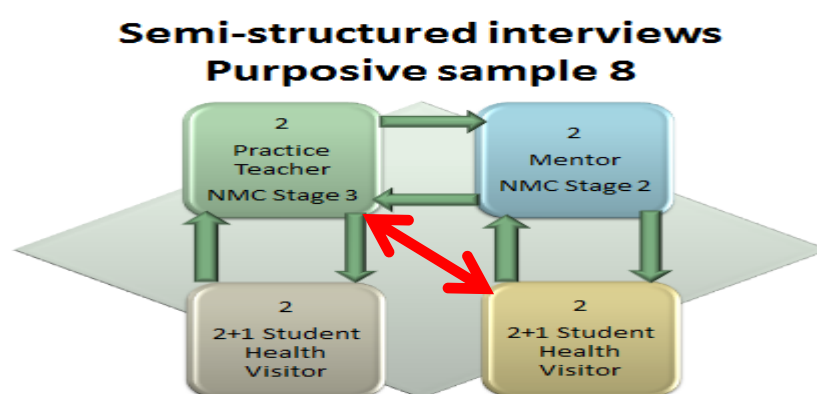 Semi-structured interviews
Purposive sample 8
2
Practice
Teacher
NMC Stage 3
2
Mentor
NMC Stage 2
2
2+1 Student
Health
Visitor
2
2+1 Student
Health
Visitor